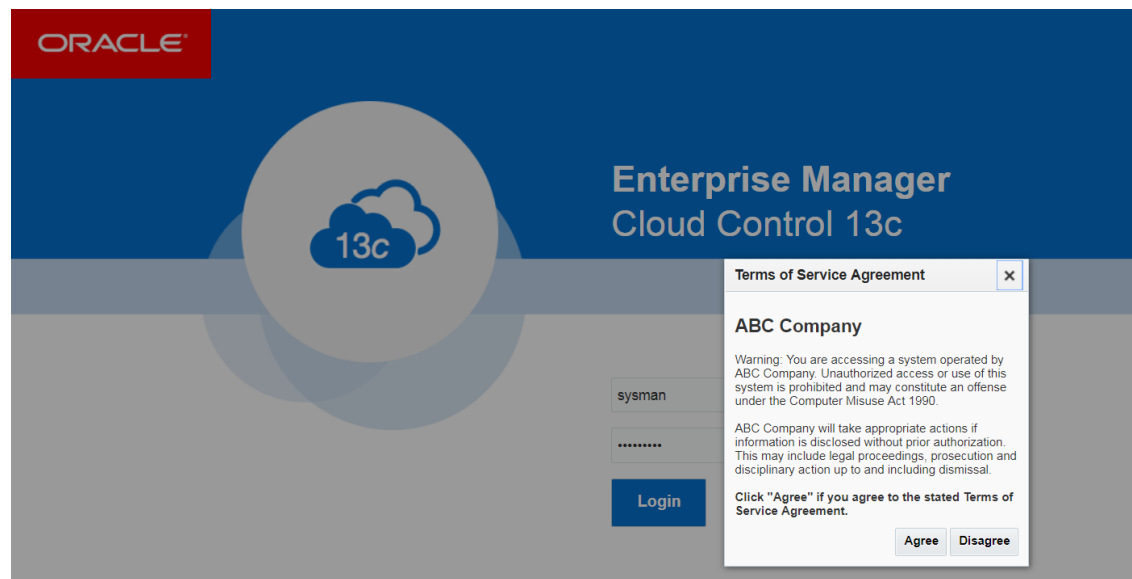 ORACLE
13c
Enterprise Manager
Cloud Control 13c
sysman
•••••••••
Login
Terms of Service Agreement
ABC Company
Warning: You are accessing a system operated by
ABC Company. Unauthorized access or use of this
system is prohibited and may constitute an offense
under the Computer Misuse Act 1990.
ABC Company will take appropriate actions if
information is disclosed without prior authorization.
This may include legal proceedings, prosecution and
disciplinary action up to and including dismissal.
Click "Agree" if you agree to the stated Terms of
Service Agreement.
Agree Disagree